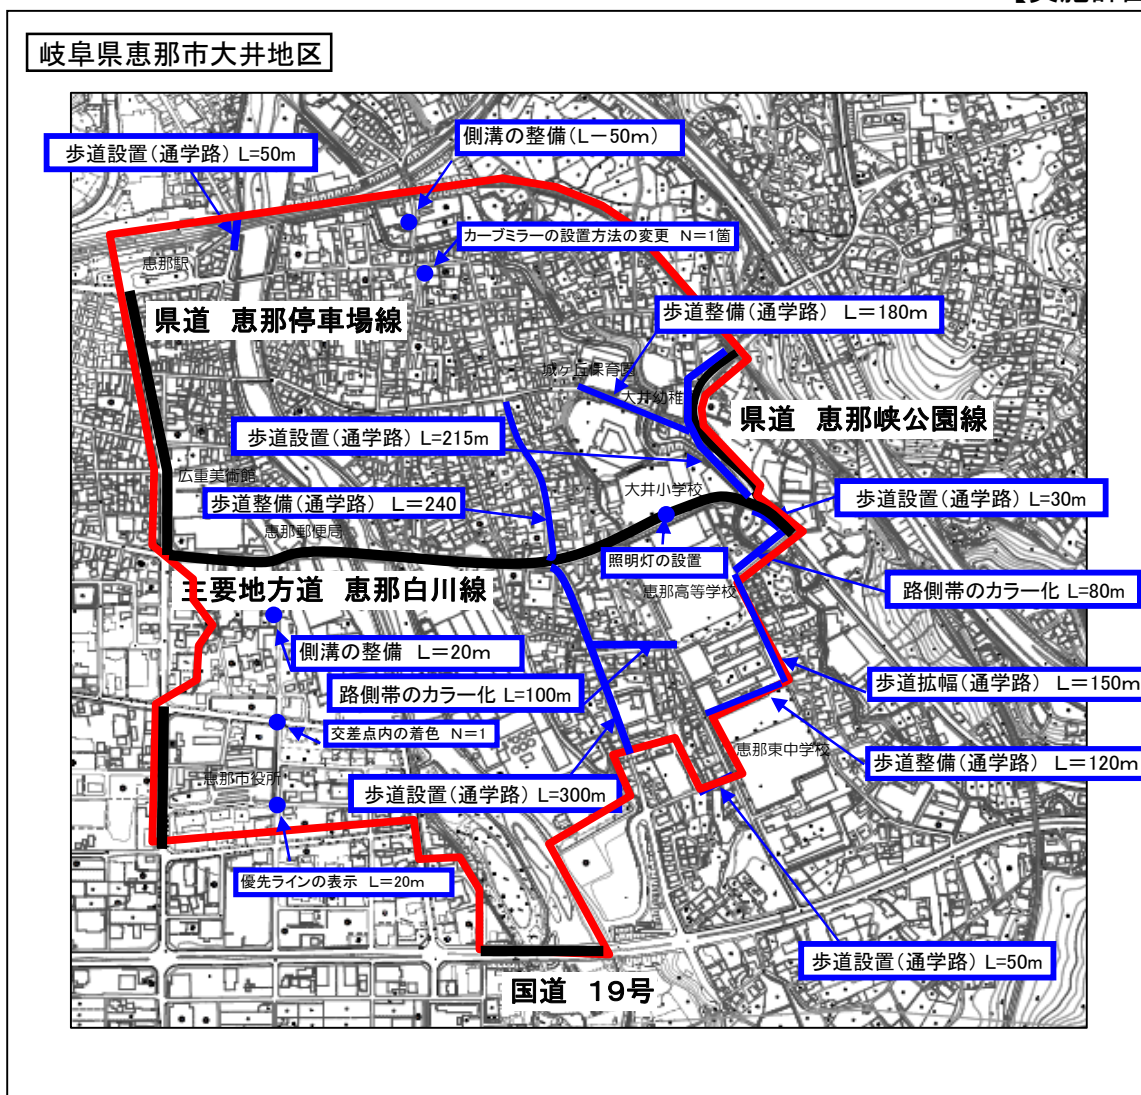 岐阜県恵那市大井地区
側溝の整備(L－50m)
歩道設置(通学路) L=50m
カーブミラーの設置方法の変更 N＝1箇
恵那駅
県道 恵那停車場線
歩道整備(通学路) L＝180m
城ヶ丘保育園
大井幼稚
県道 恵那峡公園線
歩道設置(通学路) L=215m
広重美術館
大井小学校
歩道整備(通学路) L＝240
歩道設置(通学路) L=30m
恵那郵便局
照明灯の設置
主要地方道 恵那白川線
恵那高等学校
路側帯のカラー化 L=80m
側溝の整備 L＝20m
路側帯のカラー化 L=100m
歩道拡幅(通学路) L＝150m
交差点内の着色 N＝1
恵那東中学校
歩道整備(通学路) L＝120m
恵那市役所
歩道設置(通学路) L=300m
優先ラインの表示 L＝20m
歩道設置(通学路) L=50m
国道 19号